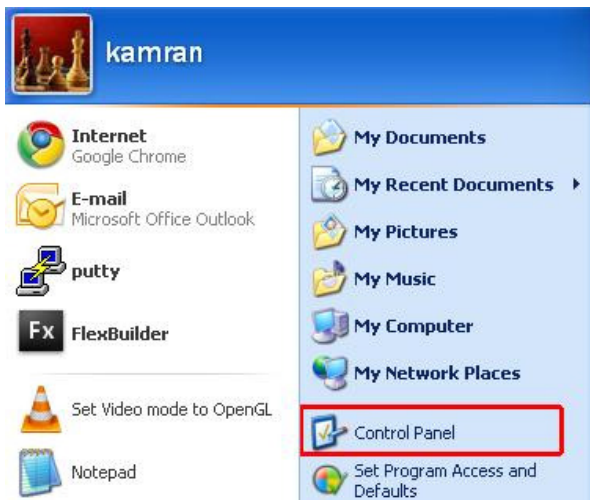 kamran
Internet
Google Chrome
E-mail
Microsoft Office Outlook
putty
Fx FlexBuilder
Set Video mode to OpenGL
Notepad
My Documents
My Recent Documents
My Pictures
My Music
My Computer
My Network Places
Control Panel
Set Program Access and
Defaults